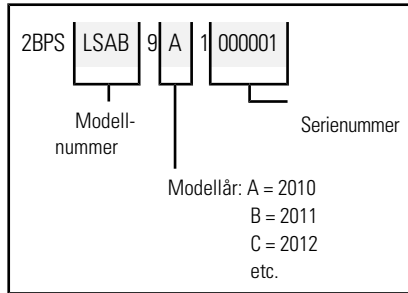 2BPS LSAB 9 A 1 000001
Modell-
nummer
Serienummer
Modellår: A = 2010
B = 2011
C = 2012
etc.